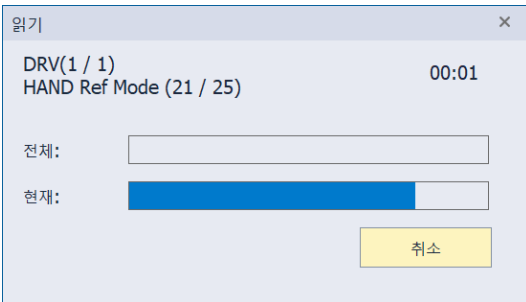 읽기
DRV(1 / 1)
HAND Ref Mode (21 / 25)
00:01
전체:
현재:
취소